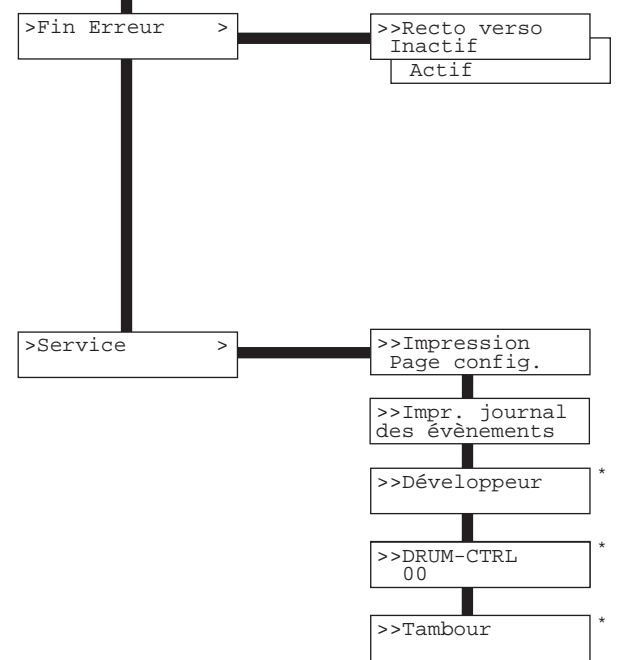 >Fin Erreur >
>>Recto verso
Inactif
Actif
>Service >
>>Impression
Page config.
>>Impr. journal
des évènements
>>Développeur *
>>DRUM-CTRL *
00
>>Tambour *